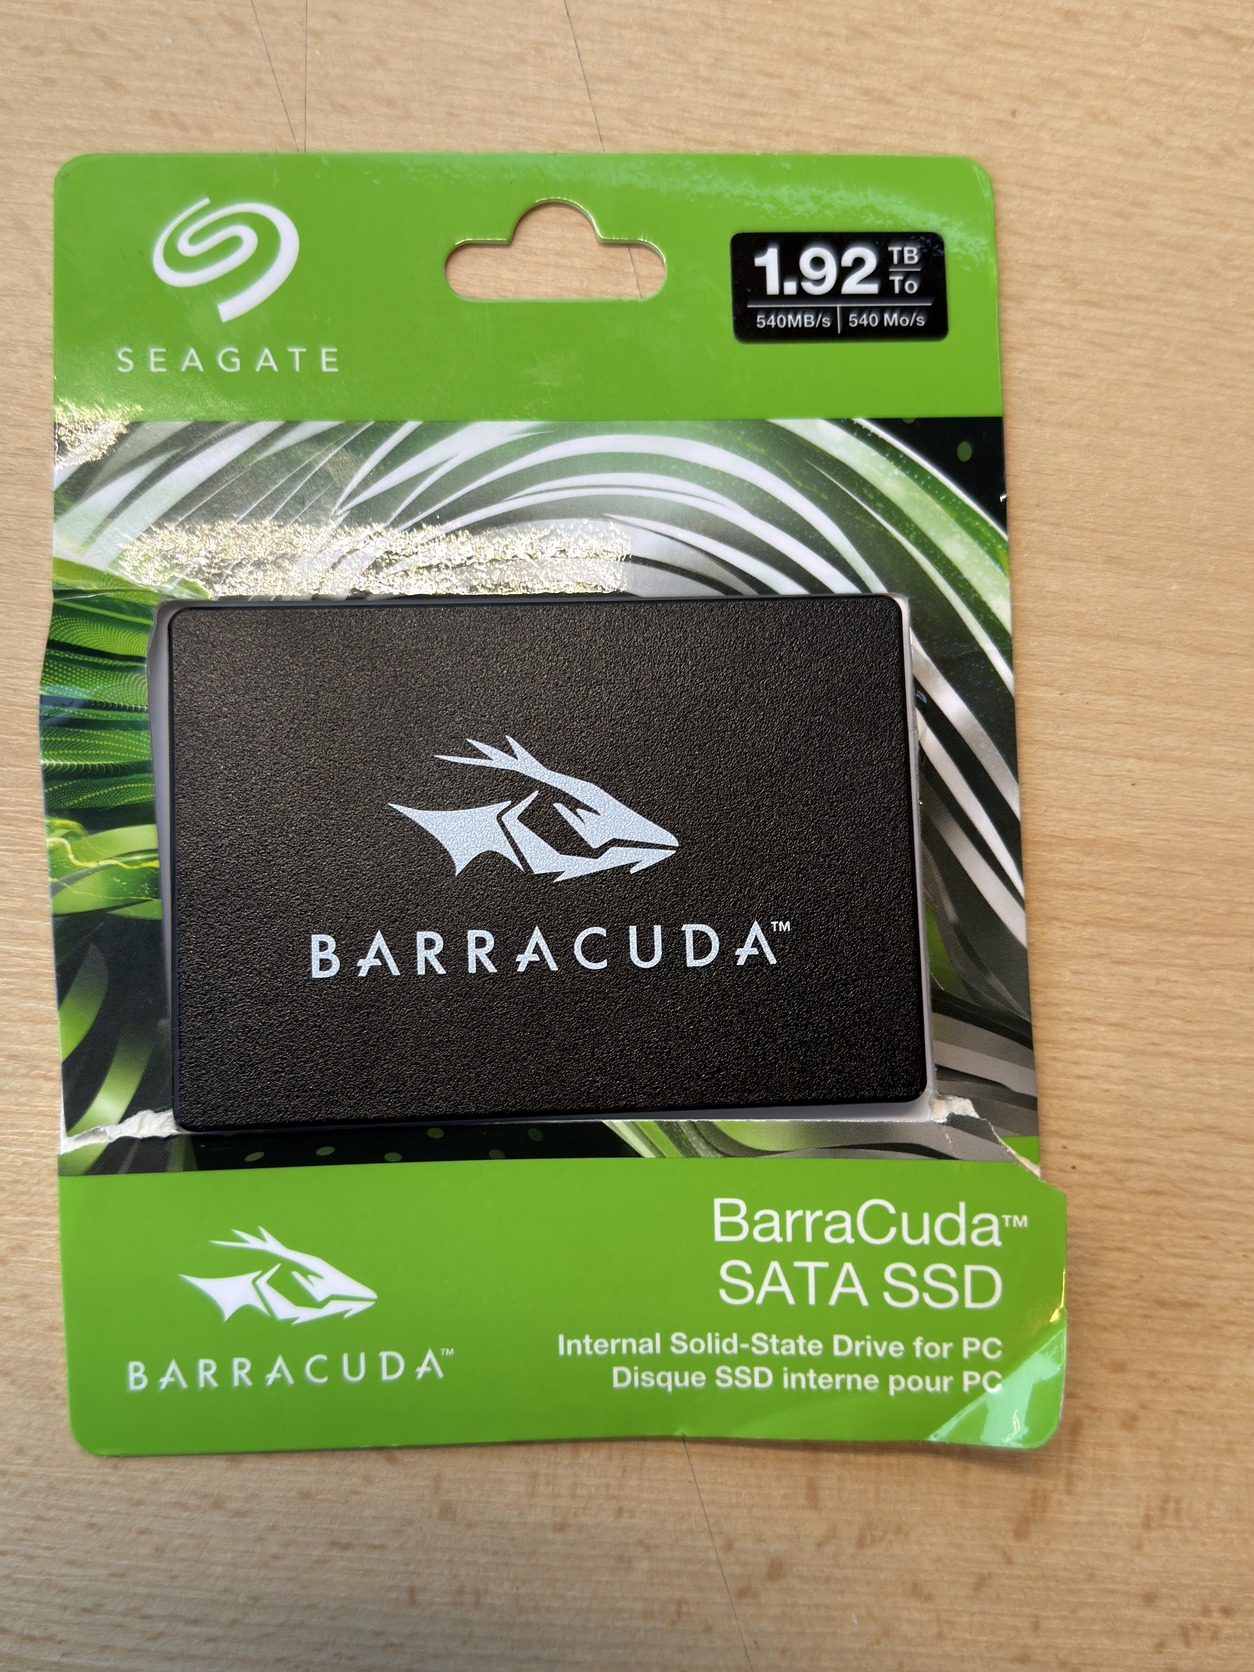 SEAGATE
1.92 TB
To
540MB/s | 540 Mo/s
BARRACUDA™
BarraCuda™
SATA SSD
Internal Solid-State Drive for PC
Disque SSD interne pour PC
BARRACUDA™